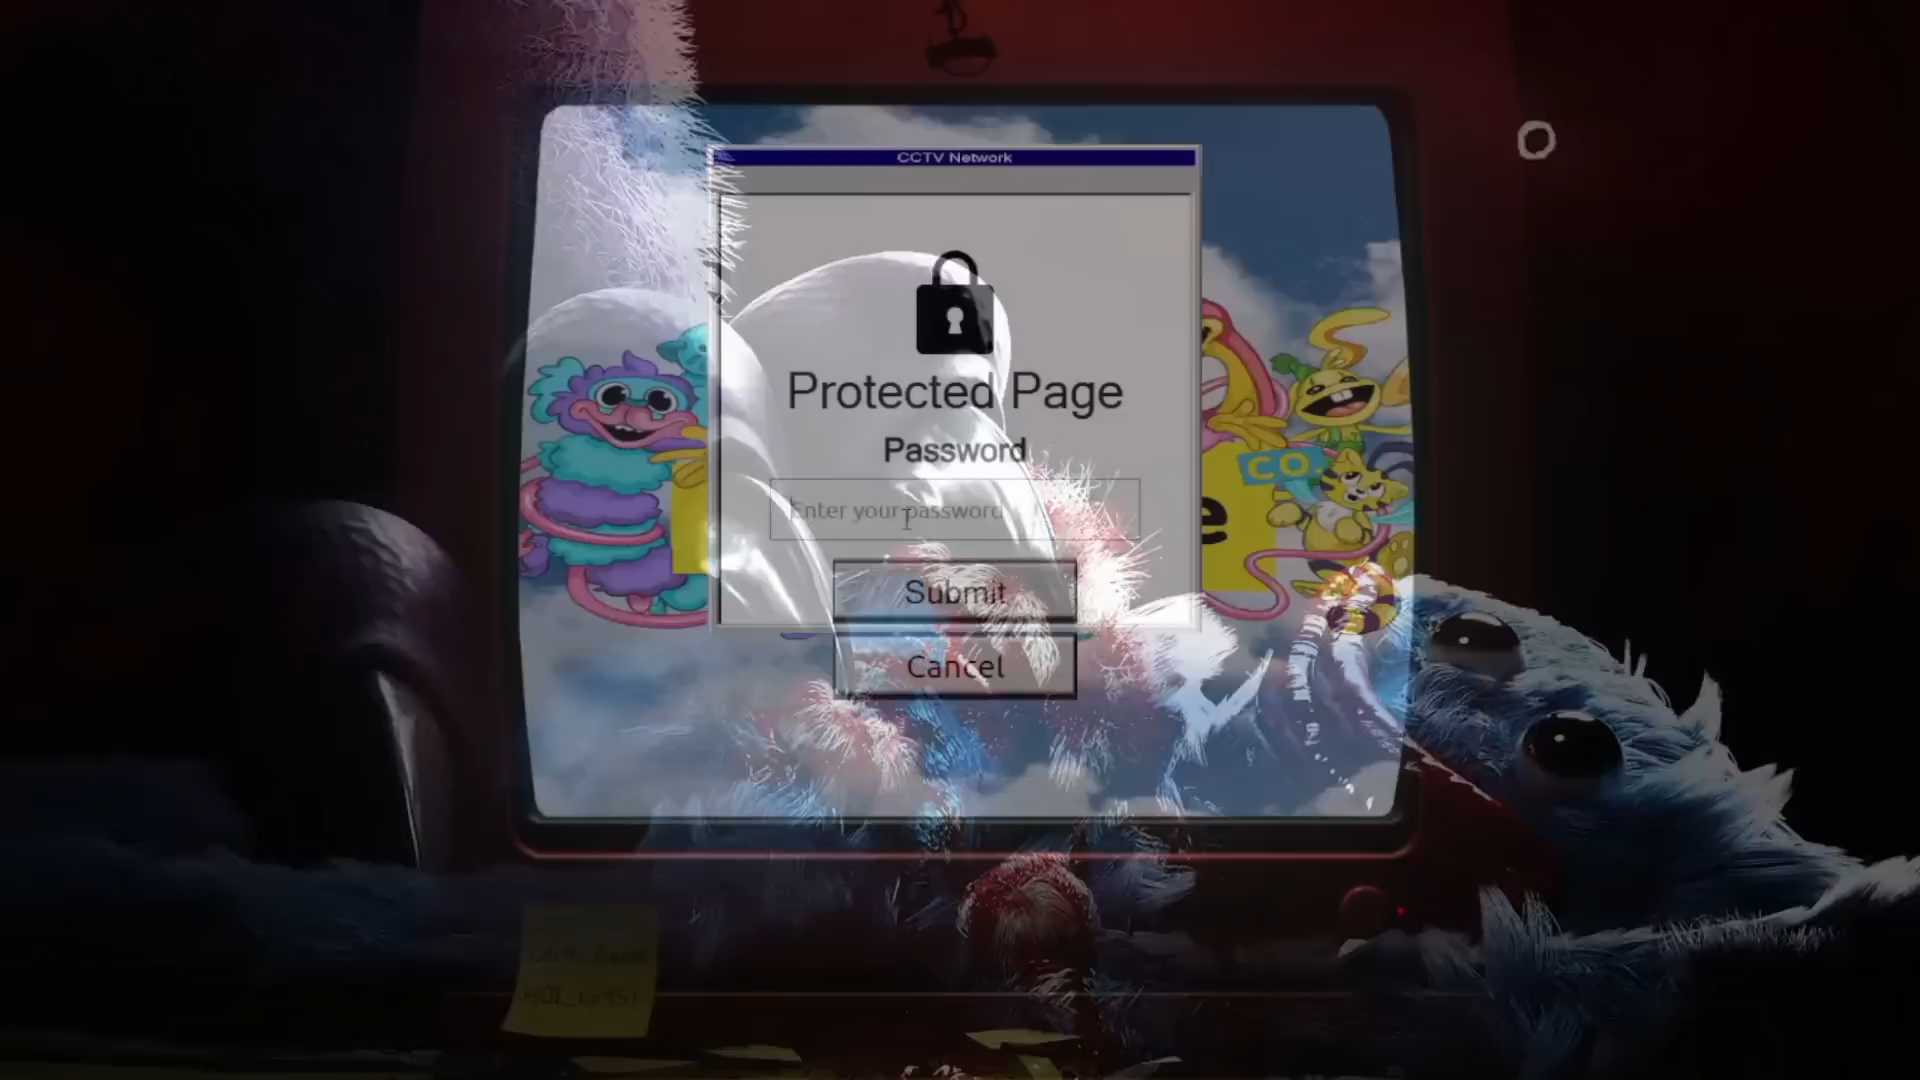 CCTV Network
Protected Page
Password
Enter your password
CO.
e
Submit
Cancel